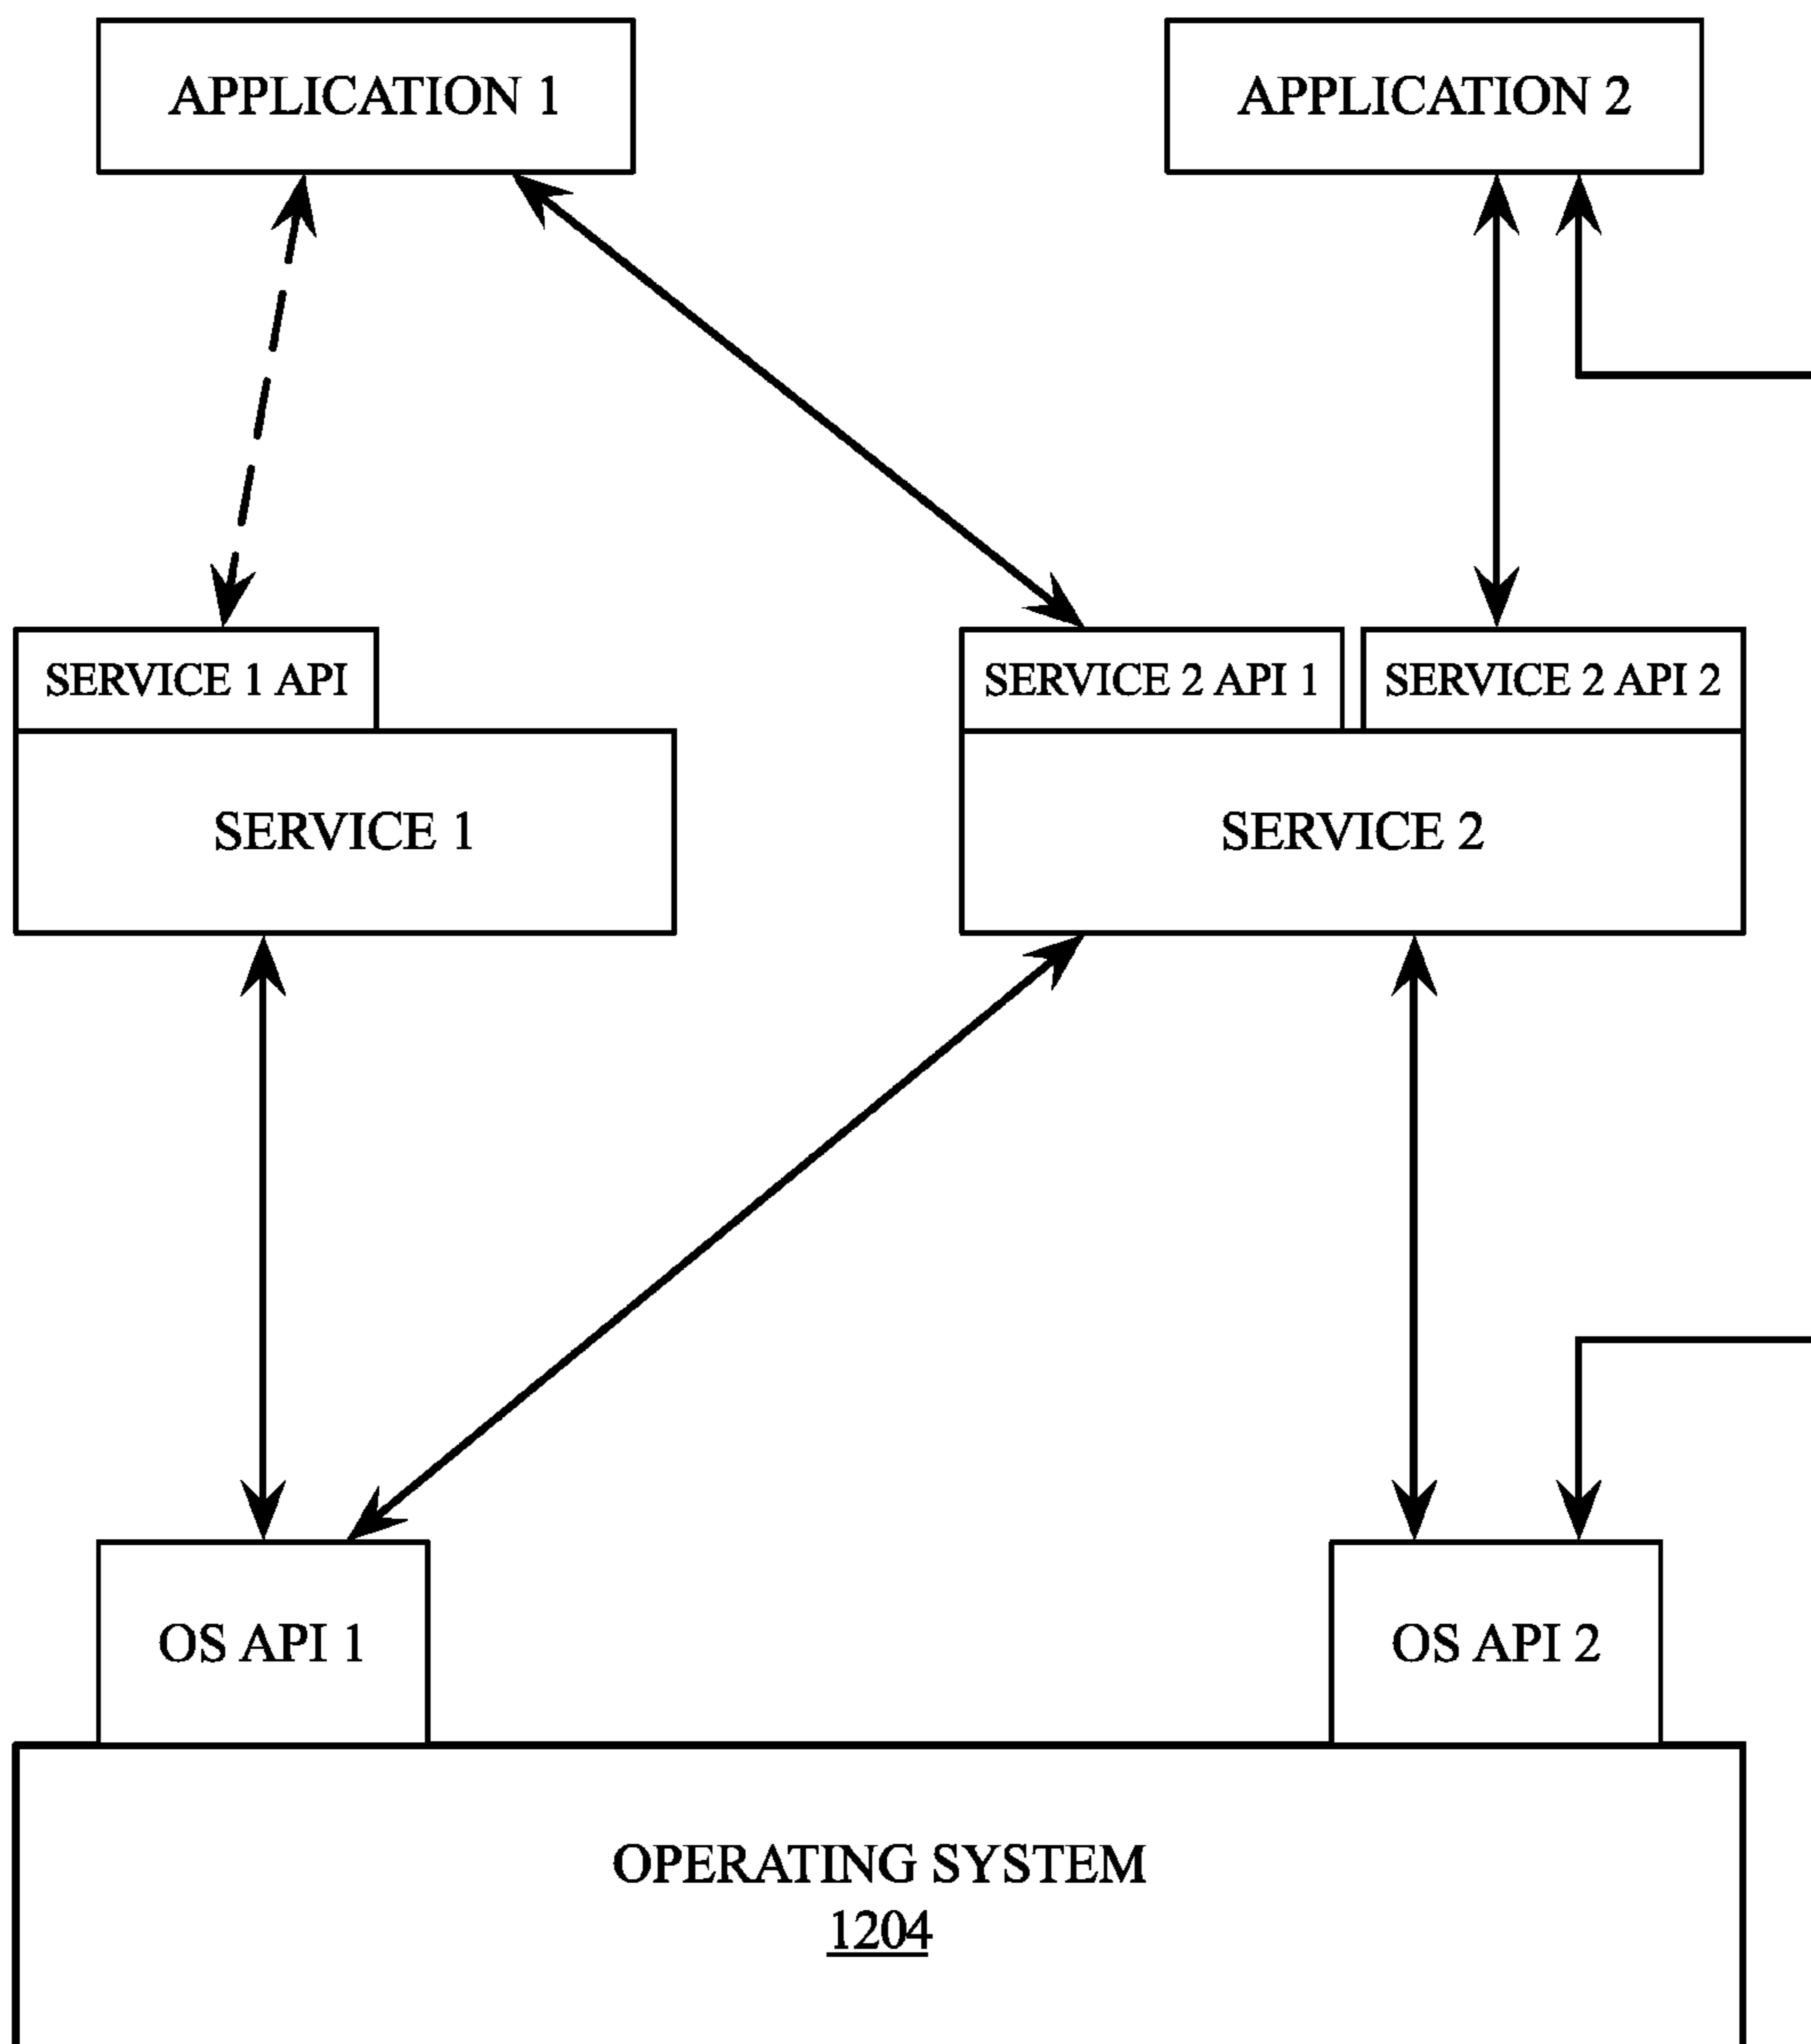 APPLICATION 1
APPLICATION 2
SERVICE 1 API
SERVICE 2 API 1
SERVICE 2 API 2
SERVICE 1
SERVICE 2
OS API 1
OS API 2
OPERATING SYSTEM
1204